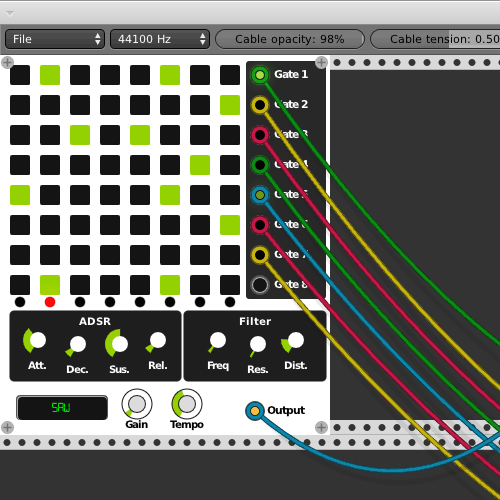 File 44100 Hz Cable opacity: 98% Cable tension: 0.50
Gate 1
Gate 2
Gate 3
Gate 4
Gate 5
Gate 6
Gate 7
Gate 8
ADSR Filter
Att. Dec. Sus. Rel. Freq Res. Dist.
SAW
Gain Tempo Output